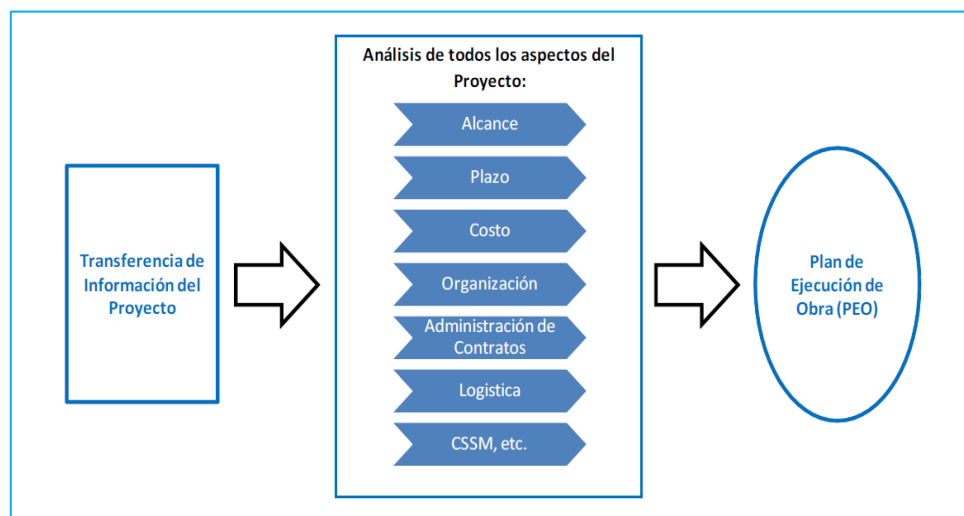 Análisis de todos los aspectos del
Proyecto:
Alcance
Plazo
Costo
Organización
Administración de
Contratos
Logistica
CSSM, etc.
Transferencia de
Información del
Proyecto
Plan de
Ejecución de
Obra (PEO)